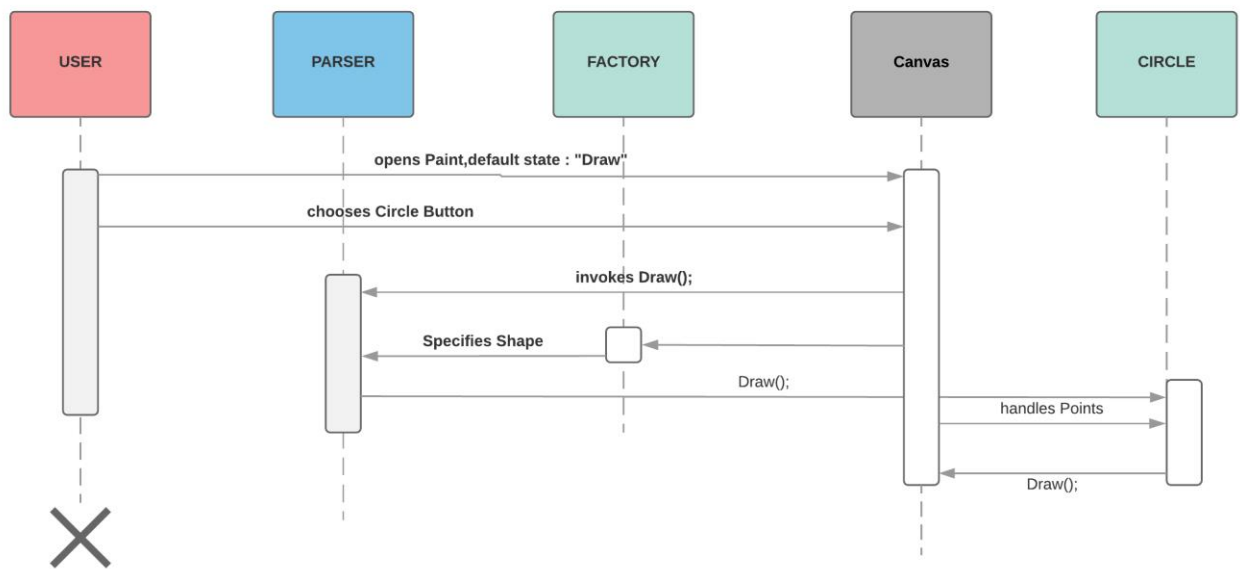 USER
PARSER
FACTORY
Canvas
CIRCLE
opens Paint,default state : "Draw"
chooses Circle Button
invokes Draw();
Specifies Shape
Draw();
handles Points
Draw();